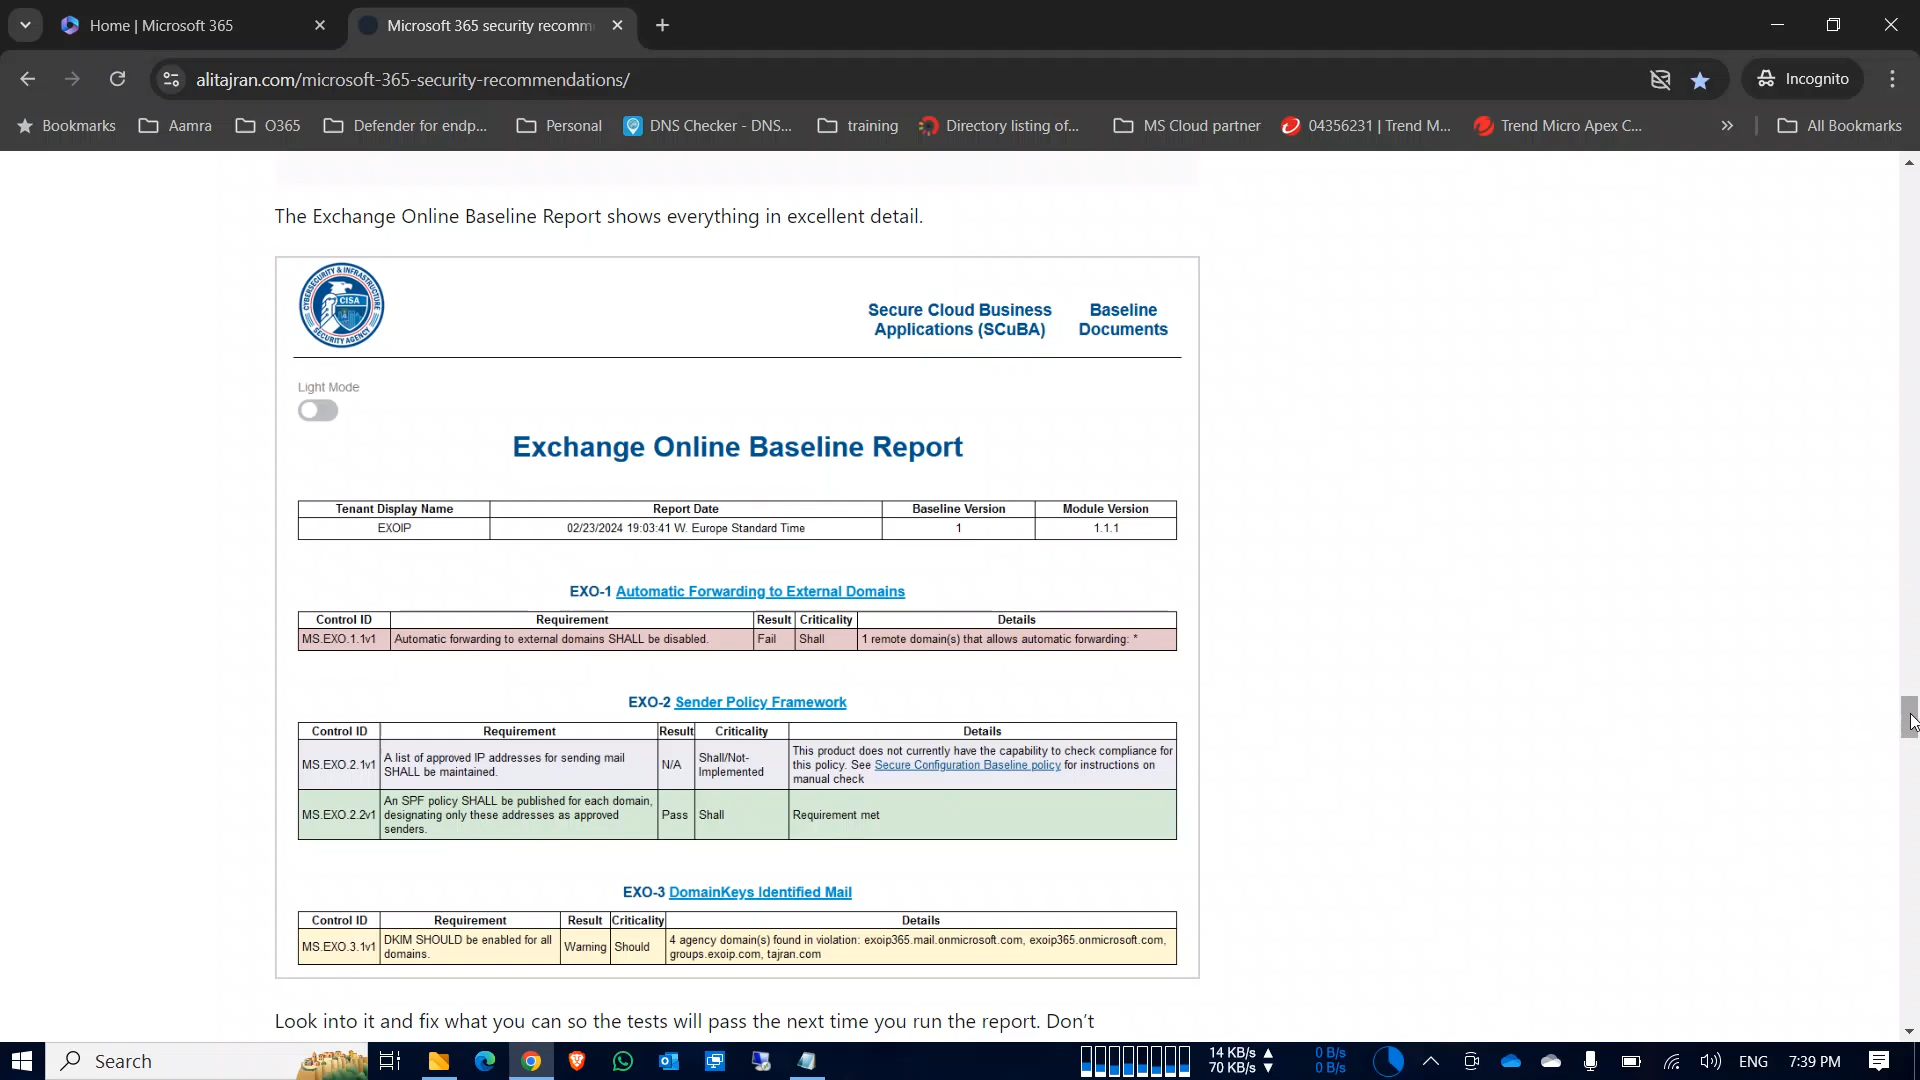 Home | Microsoft 365
Microsoft 365 security recomm
alitajran.com/microsoft-365-security-recommendations/
Incognito
Bookmarks
Aamra
O365
Defender for endp...
Personal
DNS Checker - DNS...
training
Directory listing of...
MS Cloud partner
04356231 | Trend M...
Trend Micro Apex C...
»
All Bookmarks
The Exchange Online Baseline Report shows everything in excellent detail.
CYBERSECURITY & INFRASTRUCTURE
CISA
SECURITY AGENCY
Secure Cloud Business
Applications (SCuBA)
Baseline
Documents
Light Mode
Exchange Online Baseline Report
Tenant Display Name Report Date Baseline Version Module Version
EXOIP 02/23/2024 19:03:41 W. Europe Standard Time 1 1.1.1
EXO-1 Automatic Forwarding to External Domains
Control ID Requirement Result Criticality Details
MS.EXO.1.1v1 Automatic forwarding to external domains SHALL be disabled. Fail Shall 1 remote domain(s) that allows automatic forwarding: *
EXO-2 Sender Policy Framework
Control ID Requirement Result Criticality Details
MS.EXO.2.1v1
A list of approved IP addresses for sending mail
SHALL be maintained.
N/A
Shall/Not-
Implemented
This product does not currently have the capability to check compliance for
this policy. See Secure Configuration Baseline policy for instructions on
manual check
MS.EXO.2.2v1
An SPF policy SHALL be published for each domain,
designating only these addresses as approved
senders.
Pass
Shall
Requirement met
EXO-3 DomainKeys Identified Mail
Control ID Requirement Result Criticality Details
MS.EXO.3.1v1
DKIM SHOULD be enabled for all
domains.
Warning
Should
4 agency domain(s) found in violation: exoip365.mail.onmicrosoft.com, exoip365.onmicrosoft.com,
groups.exoip.com, tajran.com
Look into it and fix what you can so the tests will pass the next time you run the report. Don't
Search
14 KB/s
70 KB/s
0 B/s
0 B/s
ENG
7:39 PM